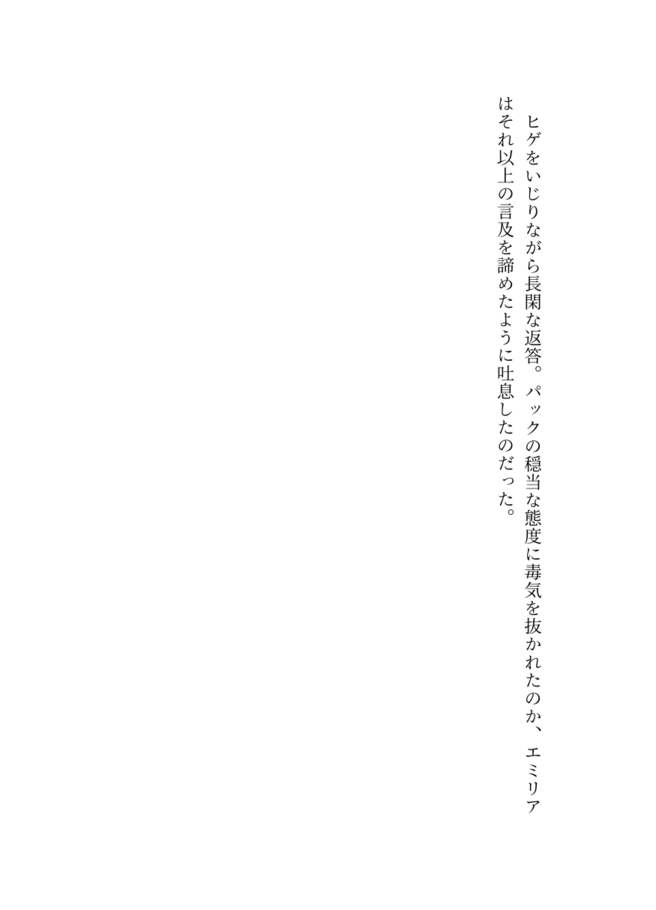 ヒゲをいじりながら長閑な返答。パックの穏当な態度に毒気を抜かれたのか、エミリア
はそれ以上の言及を諦めたように吐息したのだった。